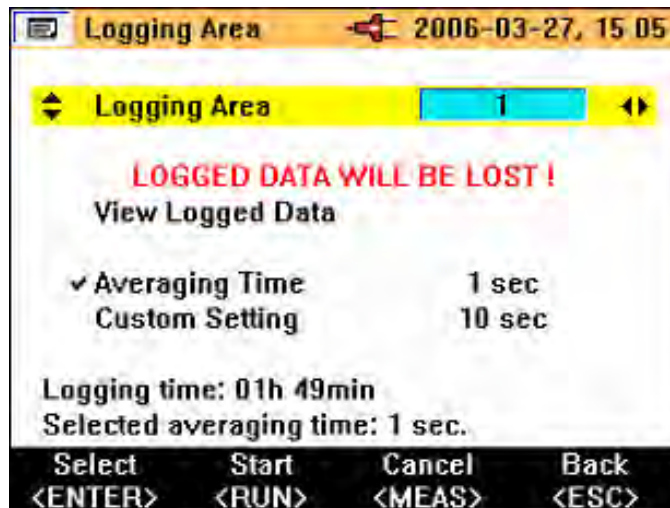 Logging Area 2006-03-27, 15 05
Logging Area 1
LOGGED DATA WILL BE LOST !
View Logged Data
Averaging Time 1 sec
Custom Setting 10 sec
Logging time: 01h 49min
Selected averaging time: 1 sec.
Select Start Cancel Back
<ENTER> <RUN> <MEAS> <ESC>